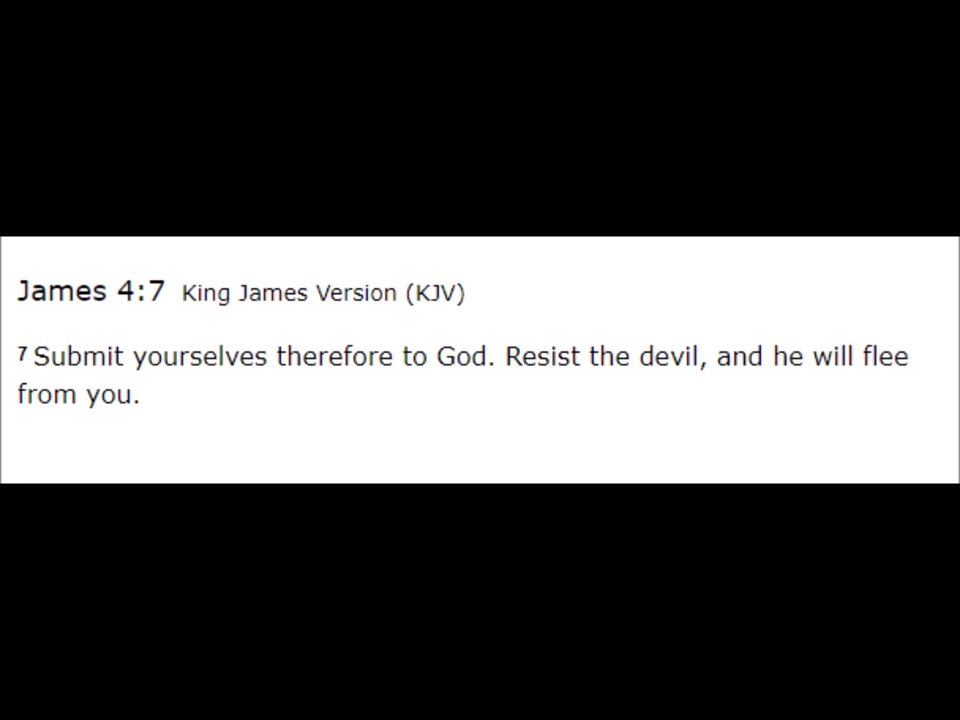 James 4:7 King James Version (KJV)
7 Submit yourselves therefore to God. Resist the devil, and he will flee
from you.